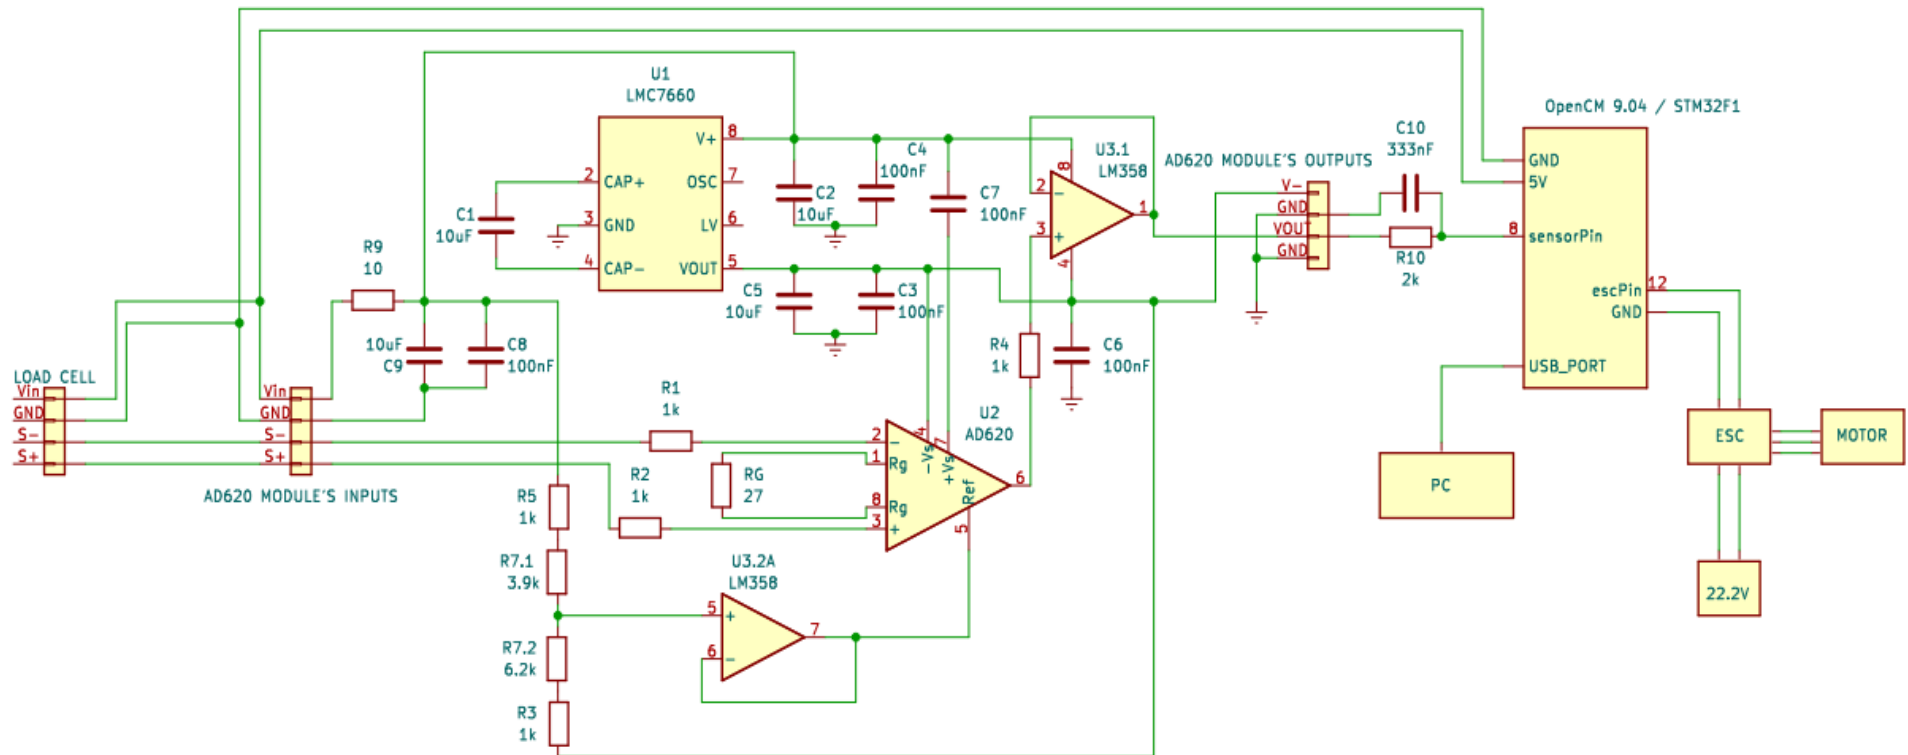 U1
LMC7660
V+
8
CAP+
2
OSC
7
GND
3
LV
6
CAP-
4
VOUT
5
C1
10uF
C2
10uF
C4
100nF
C7
100nF
C5
10uF
C3
100nF
R9
10
10uF
C9
C8
100nF
LOAD CELL
Vin
GND
S-
S+
Vin
GND
S-
S+
AD620 MODULE'S INPUTS
R1
1k
R2
1k
RG
27
U2
AD620
2
-
1
Rg
8
Rg
3
+
4
-Vs
7
+Vs
Ref
5
6
R4
1k
C6
100nF
U3.1
LM358
8
2
-
3
+
1
4
R5
1k
R7.1
3.9k
R7.2
6.2k
R3
1k
U3.2A
LM358
5
+
6
-
7
AD620 MODULE'S OUTPUTS
V-
GND
VOUT
GND
C10
333nF
R10
2k
OpenCM 9.04 / STM32F1
GND
5V
8
sensorPin
escPin
12
GND
USB_PORT
PC
ESC
MOTOR
22.2V